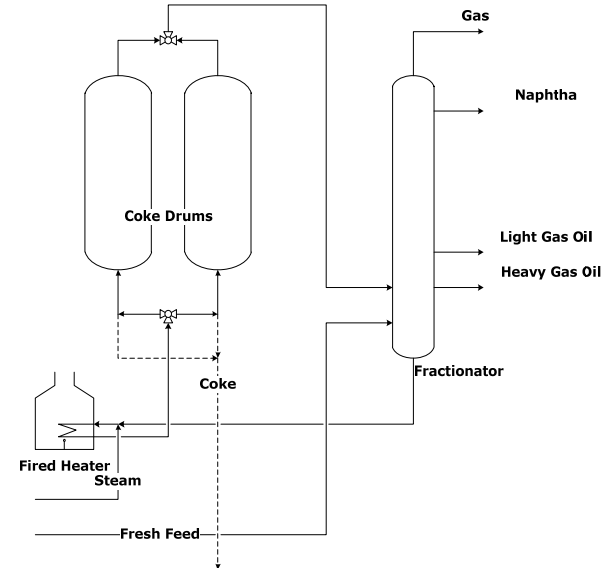 Gas
Naphtha
Coke Drums
Light Gas Oil
Heavy Gas Oil
Fractionator
Coke
Fired Heater
Steam
Fresh Feed